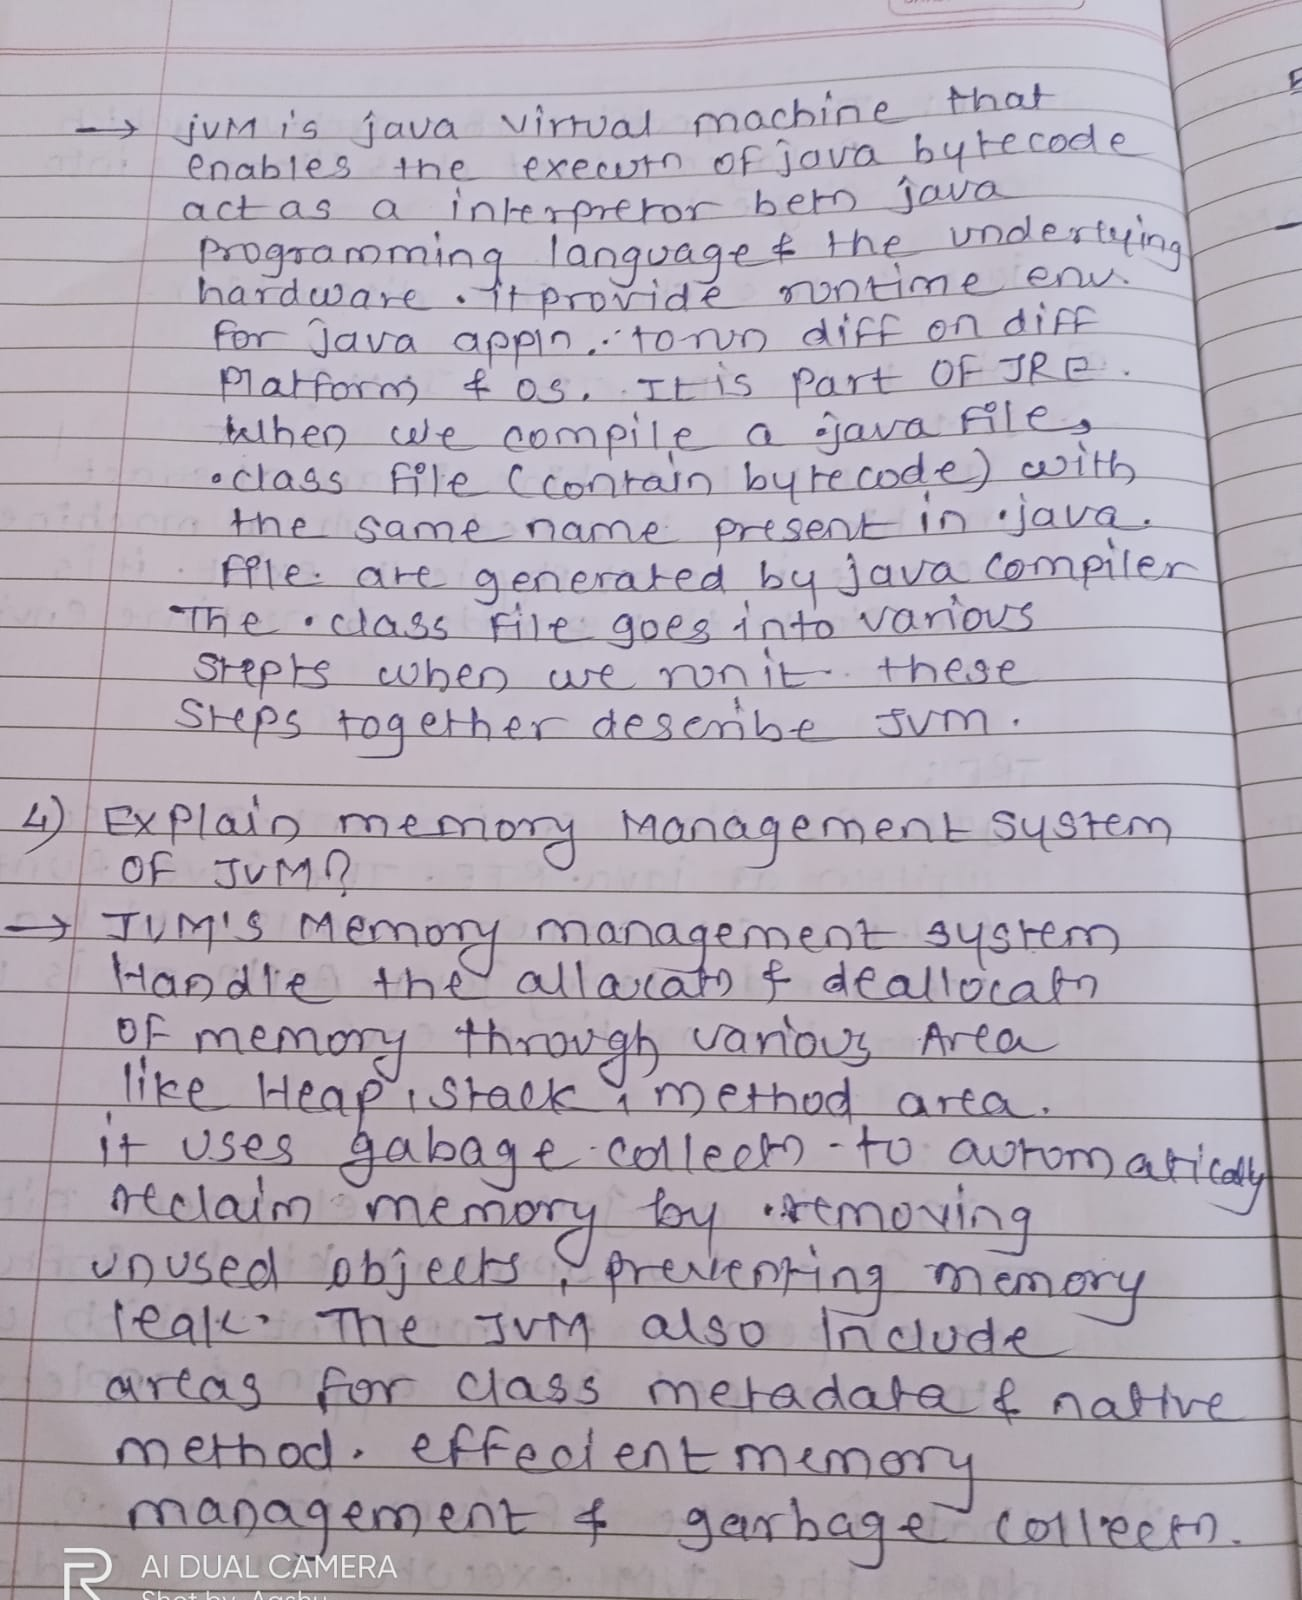 → jVM is java virtual machine that
enables the executn of java bytecode
act as a interpretor betn java
programming language & the underlying
hardware. it provide runtime env.
for java appln. to run diff on diff
Platform & OS. It is part OF JRE.
When we compile a .java file,
.class file (contain bytecode) with
the same name present in .java.
file. are generated by java compiler
The .class file goes into various
stepts when we run it. these
Steps together describe JVM.
4) Explain memory Management system
OF JVM?
→ JVM's Memory management system
Handle the allocatn & deallocatn
OF memory through various Area
like Heap, stack, method area.
it uses gabage collectn to automatically
reclaim memory by removing
unused objects, preventing memory
leak. The JVM also include
areas for class metadata & native
method. effecient memory
management & garbage collectn.
AI DUAL CAMERA
Shot by